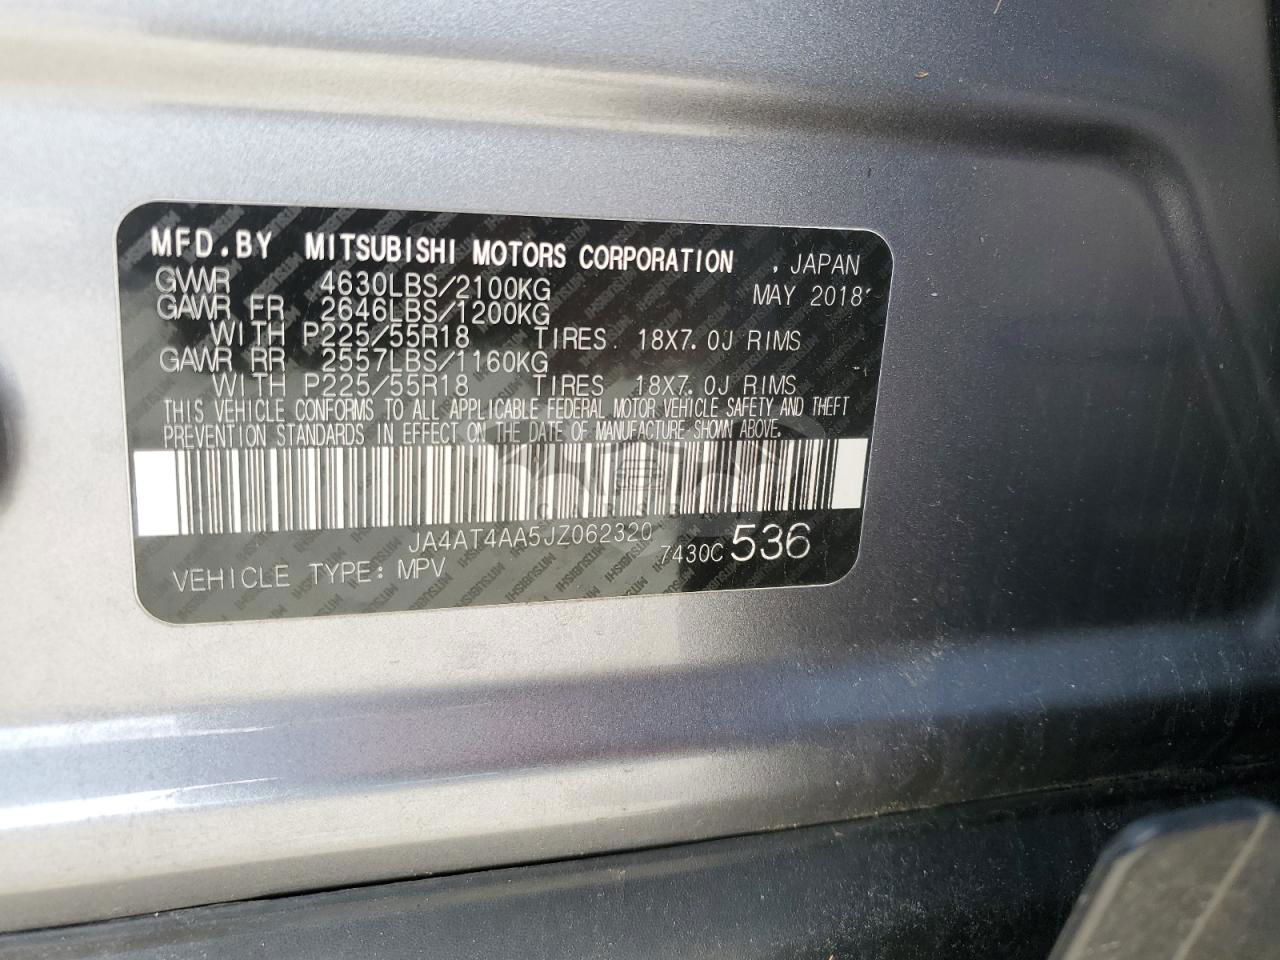 MFD.BY MITSUBISHI MOTORS CORPORATION , JAPAN
GVWR 4630LBS/2100KG MAY 2018
GAWR FR 2646LBS/1200KG
WITH P225/55R18 TIRES. 18X7.0J RIMS
GAWR RR 2557LBS/1160KG
WITH P225/55R18 TIRES 18X7.0J RIMS
THIS VEHICLE CONFORMS TO ALL APPLICABLE FEDERAL MOTOR VEHICLE SAFETY AND THEFT
PREVENTION STANDARDS IN EFFECT ON THE DATE OF MANUFACTURE SHOWN ABOVE.
JA4AT4AA5JZ062320 7430C 536
VEHICLE TYPE: MPV